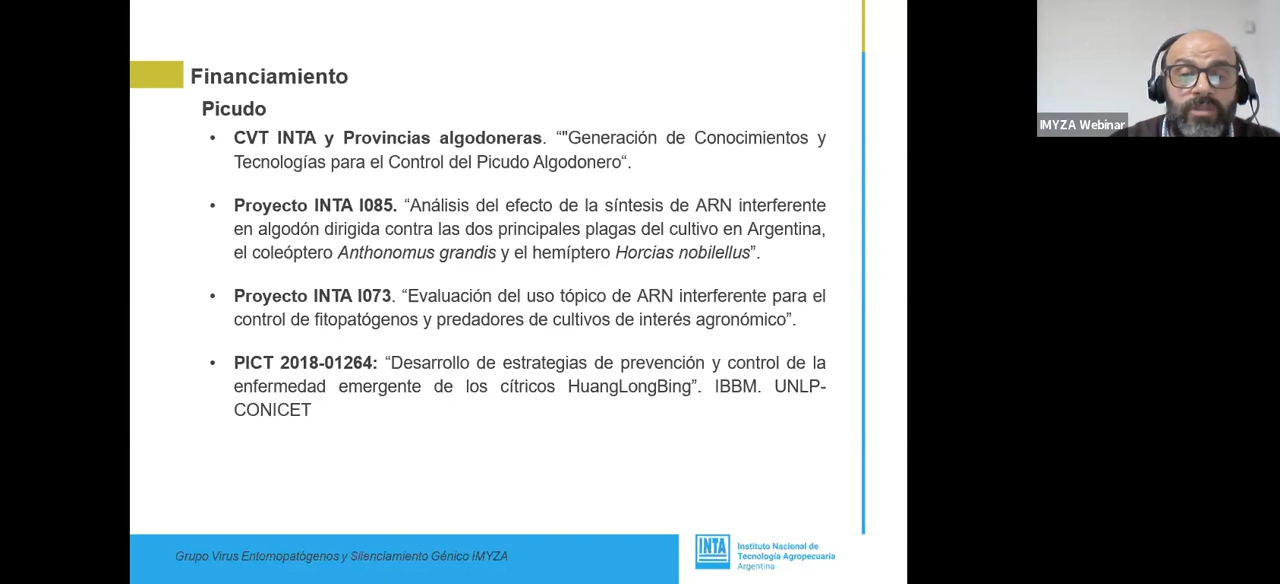 Financiamiento
Picudo
• CVT INTA y Provincias algodoneras. “"Generación de Conocimientos y
Tecnologías para el Control del Picudo Algodonero“.
• Proyecto INTA I085. “Análisis del efecto de la síntesis de ARN interferente
en algodón dirigida contra las dos principales plagas del cultivo en Argentina,
el coleóptero Anthonomus grandis y el hemíptero Horcias nobilellus”.
• Proyecto INTA I073. “Evaluación del uso tópico de ARN interferente para el
control de fitopatógenos y predadores de cultivos de interés agronómico”.
• PICT 2018-01264: “Desarrollo de estrategias de prevención y control de la
enfermedad emergente de los cítricos HuangLongBing”. IBBM. UNLP-
CONICET
Grupo Virus Entomopatógenos y Silenciamiento Génico IMYZA
INTA
Instituto Nacional de
Tecnología Agropecuaria
Argentina
IMYZA Webinar